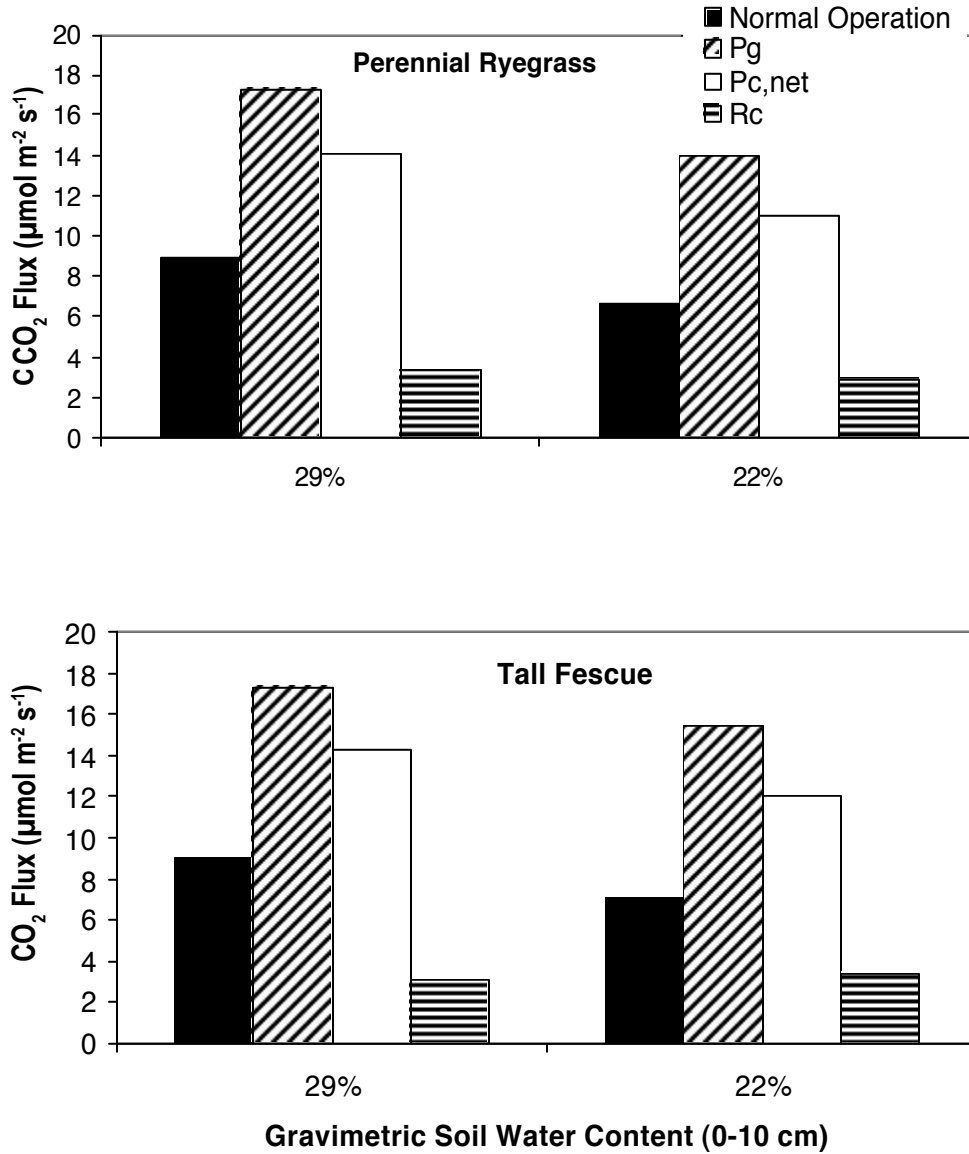 Normal Operation
Pg
Pc,net
Rc
Perennial Ryegrass
CCO₂ Flux (µmol m⁻² s⁻¹)
20
18
16
14
12
10
8
6
4
2
0
29% 22%
Tall Fescue
CO₂ Flux (µmol m⁻² s⁻¹)
20
18
16
14
12
10
8
6
4
2
0
29% 22%
Gravimetric Soil Water Content (0-10 cm)